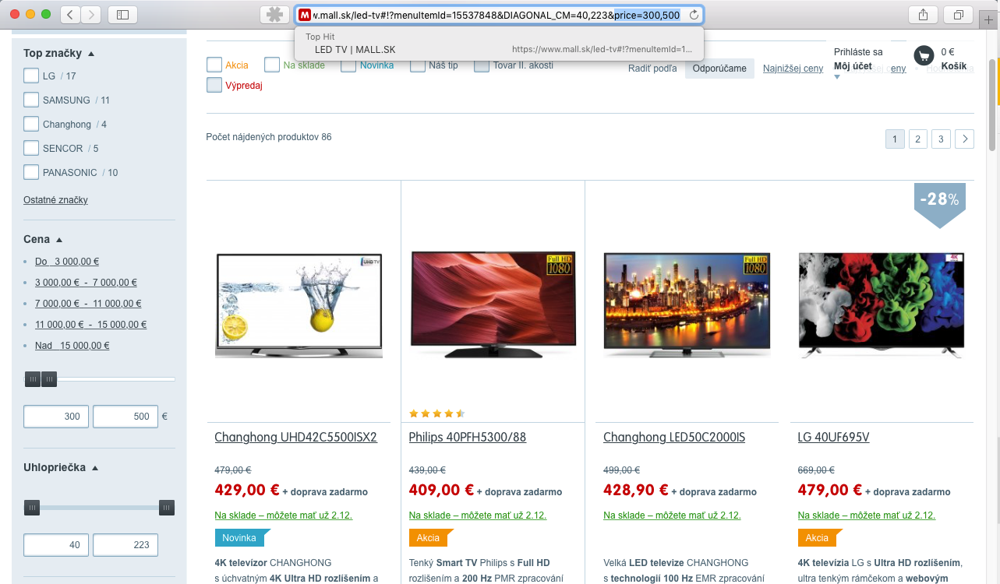 M w.mall.sk/led-tv#!?menuItemId=15537848&DIAGONAL_CM=40,223&price=300,500
Top Hit
LED TV | MALL.SK https://www.mall.sk/led-tv#!?menuItemId=1...
Top značky
LG / 17
SAMSUNG / 11
Changhong / 4
SENCOR / 5
PANASONIC / 10
Ostatné značky
Cena
Do 3 000,00 €
3 000,00 € - 7 000,00 €
7 000,00 € - 11 000,00 €
11 000,00 € - 15 000,00 €
Nad 15 000,00 €
300 500 €
Uhlopriečka
40 223
Akcia Na sklade Novinka Náš tip Tovar II. akosti
Výpredaj
Radiť podľa Odporúčame Najnižšej ceny ceny
Prihláste sa
Môj účet
0 €
Košík
Počet nájdených produktov 86
1 2 3
-28%
UHD TV
Full HD
1080
Full HD
1080
4K
Changhong UHD42C5500ISX2
479,00 €
429,00 € + doprava zadarmo
Na sklade – môžete mať už 2.12.
Novinka
4K televízor CHANGHONG
s úchvatným 4K Ultra HD rozlíšením a
Philips 40PFH5300/88
439,00 €
409,00 € + doprava zadarmo
Na sklade – môžete mať už 2.12.
Akcia
Tenký Smart TV Philips s Full HD
rozlíšením a 200 Hz PMR zpracování
Changhong LED50C2000IS
499,00 €
428,90 € + doprava zadarmo
Na sklade – môžete mať už 2.12.
Velká LED televize CHANGHONG
s technologií 100 Hz EMR zpracování
LG 40UF695V
669,00 €
479,00 € + doprava zadarmo
Na sklade – môžete mať už 2.12.
Akcia
4K televízia LG s Ultra HD rozlíšením,
ultra tenkým rámčekom a webovým